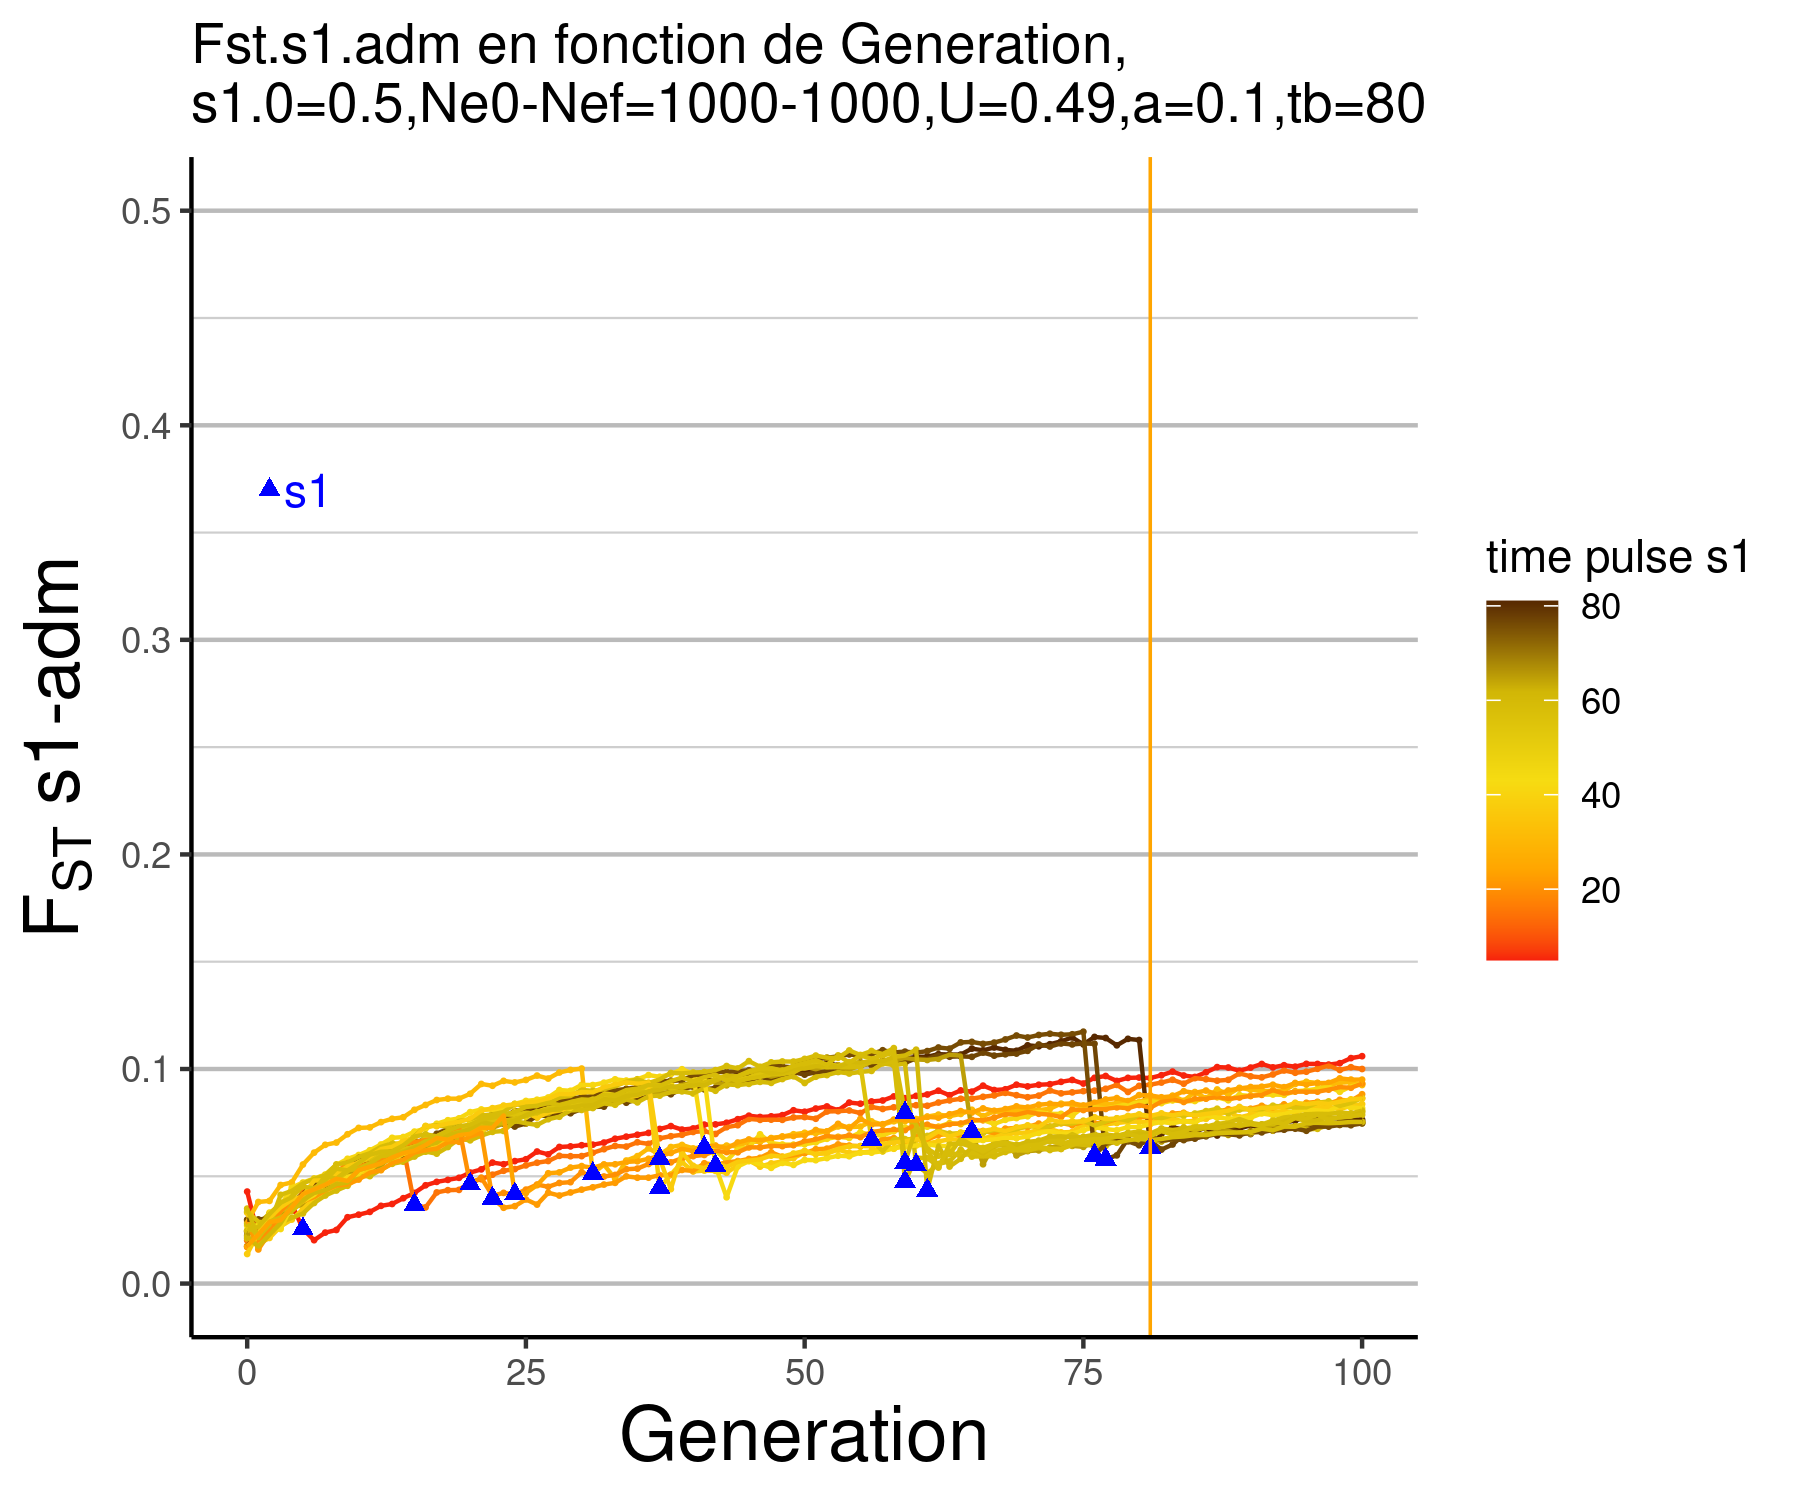 Fst.s1.adm en fonction de Generation,
s1.0=0.5,Ne0-Nef=1000-1000,U=0.49,a=0.1,tb=80
0.5
0.4
0.3
0.2
0.1
0.0
FST s1-adm
s1
0 25 50 75 100
Generation
time pulse s1
80
60
40
20